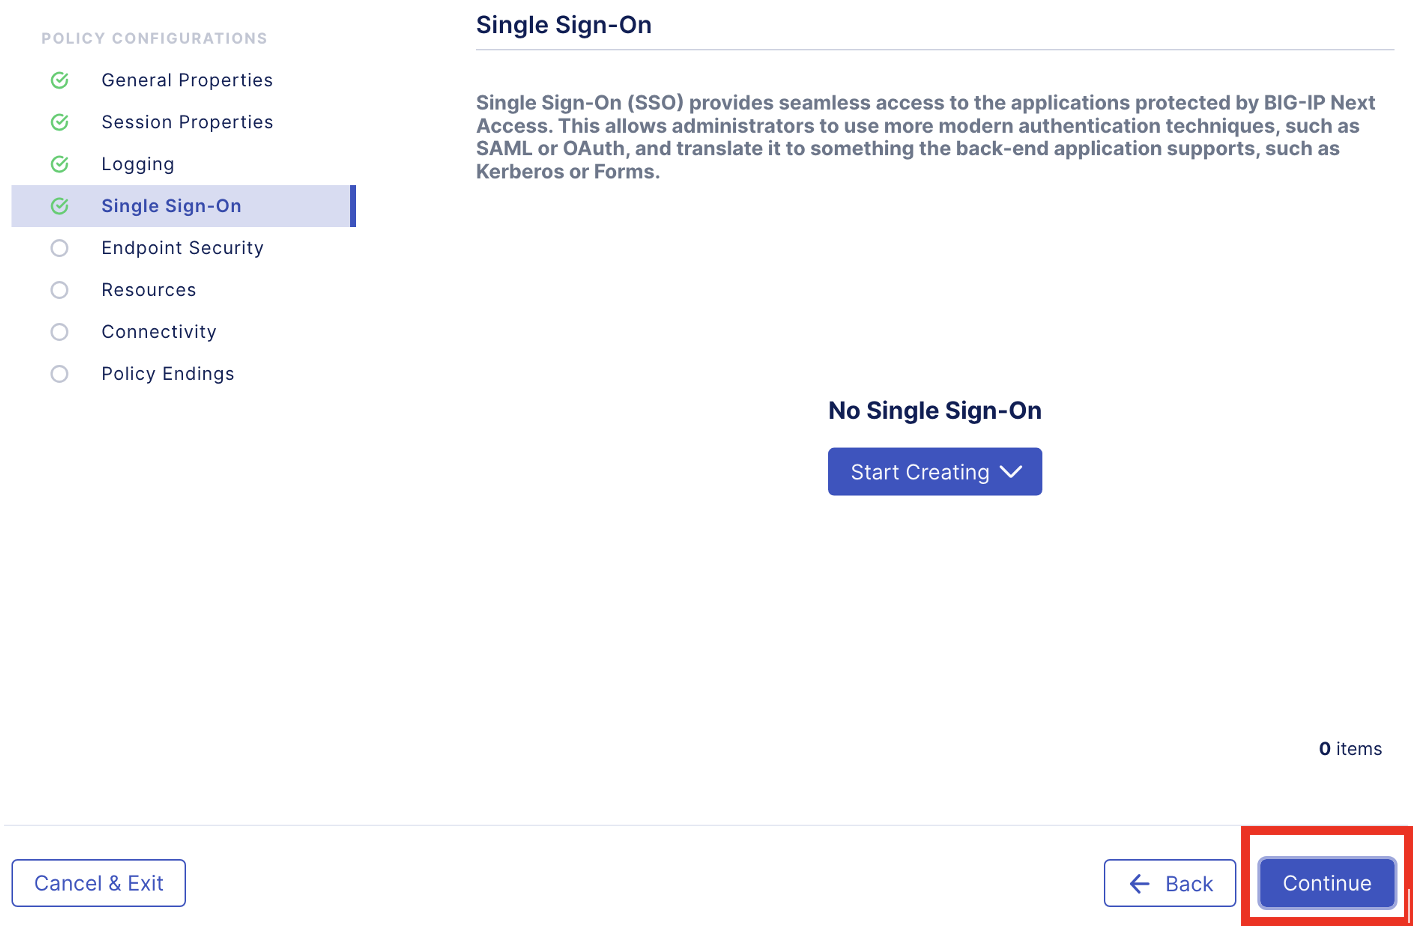 POLICY CONFIGURATIONS
General Properties
Session Properties
Logging
Single Sign-On
Endpoint Security
Resources
Connectivity
Policy Endings
Single Sign-On
Single Sign-On (SSO) provides seamless access to the applications protected by BIG-IP Next
Access. This allows administrators to use more modern authentication techniques, such as
SAML or OAuth, and translate it to something the back-end application supports, such as
Kerberos or Forms.
No Single Sign-On
Start Creating
0 items
Cancel & Exit
Back
Continue